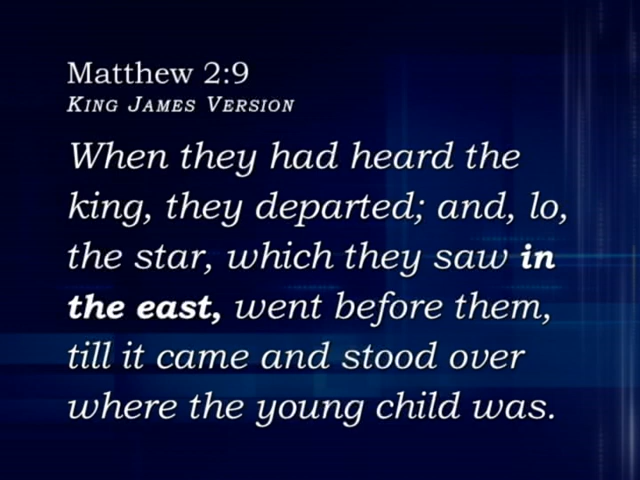 Matthew 2:9
King James Version
When they had heard the
king, they departed; and, lo,
the star, which they saw in
the east, went before them,
till it came and stood over
where the young child was.